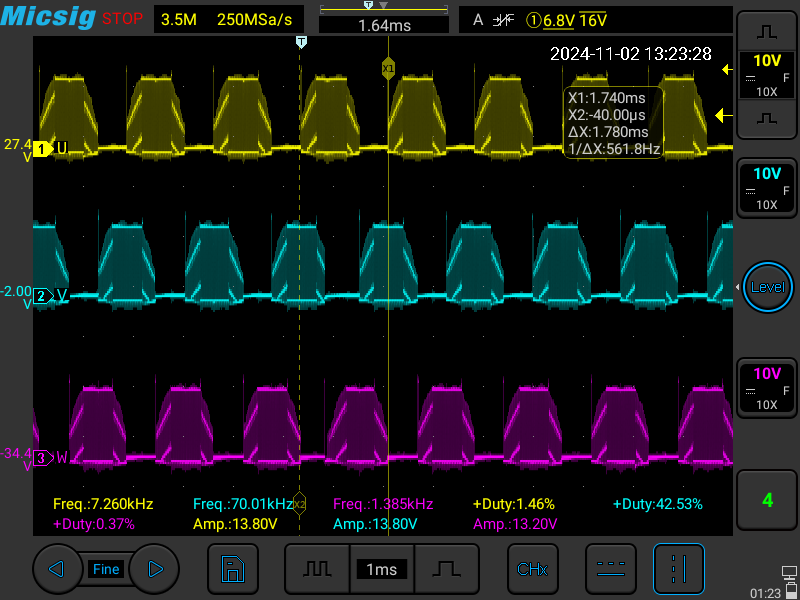 Micsig STOP 3.5M 250MSa/s T 1.64ms A ①6.8V 16V
T 2024-11-02 13:23:28
X1
10V
F
10X
X1:1.740ms
X2:-40.00µs
ΔX:1.780ms
1/ΔX:561.8Hz
27.4 V 1 U
10V
F
10X
-2.00 V 2 V
Level
10V
F
10X
-34.4 V 3 W
Freq.:7.260kHz Freq.:70.01kHz X2 Freq.:1.385kHz +Duty:1.46% +Duty:42.53%
+Duty:0.37% Amp.:13.80V Amp.:13.80V Amp.:13.20V
4
Fine 1ms CHx
01:23